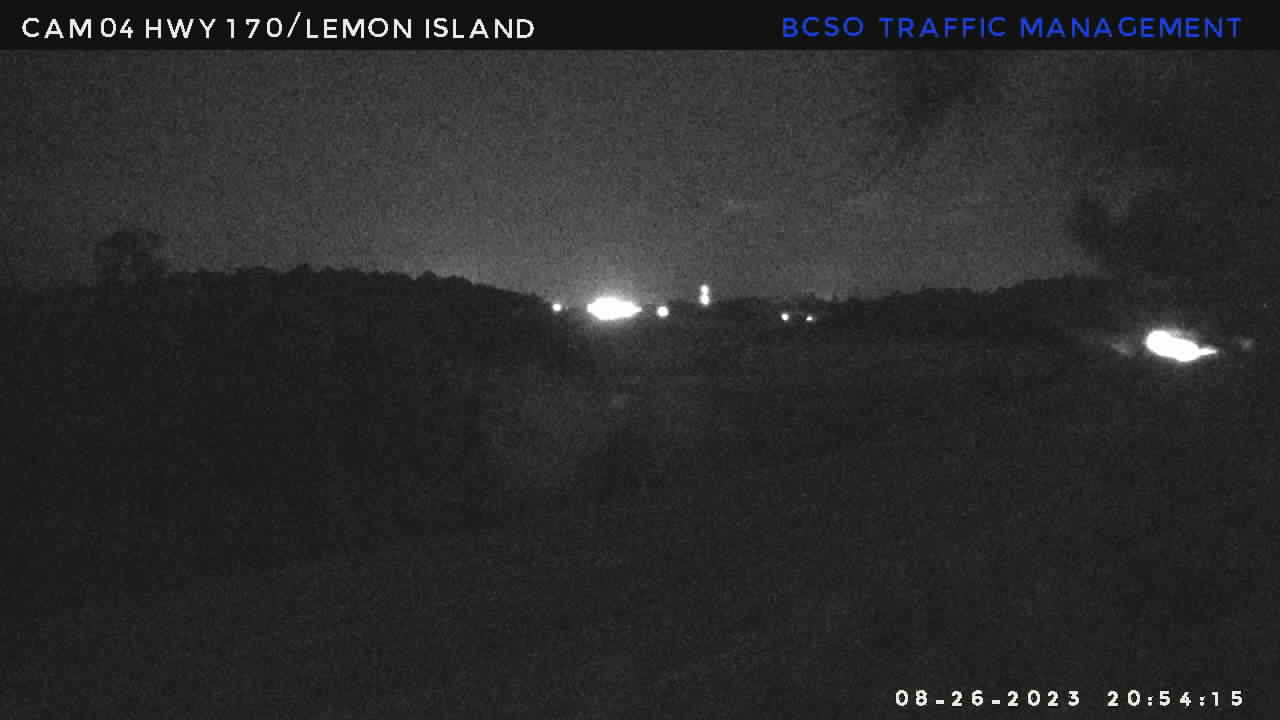 CAM04 HWY 170/LEMON ISLAND
BCSO TRAFFIC MANAGEMENT
08-26-2023 20:54:15